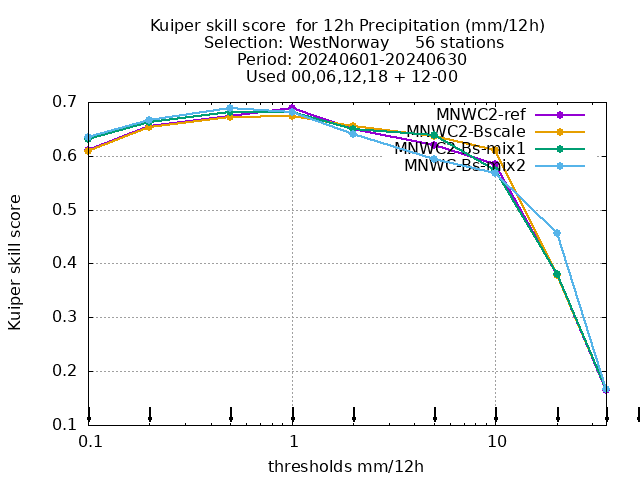 Kuiper skill score  for 12h Precipitation (mm/12h)
Selection: WestNorway     56 stations
Period: 20240601-20240630
Used 00,06,12,18 + 12-00
MNWC2-ref
MNWC2-Bscale
MNWC2-Bs-mix1
MNWC-Bs-mix2
Kuiper skill score
0.7
0.6
0.5
0.4
0.3
0.2
0.1
0.1 1 10
thresholds mm/12h